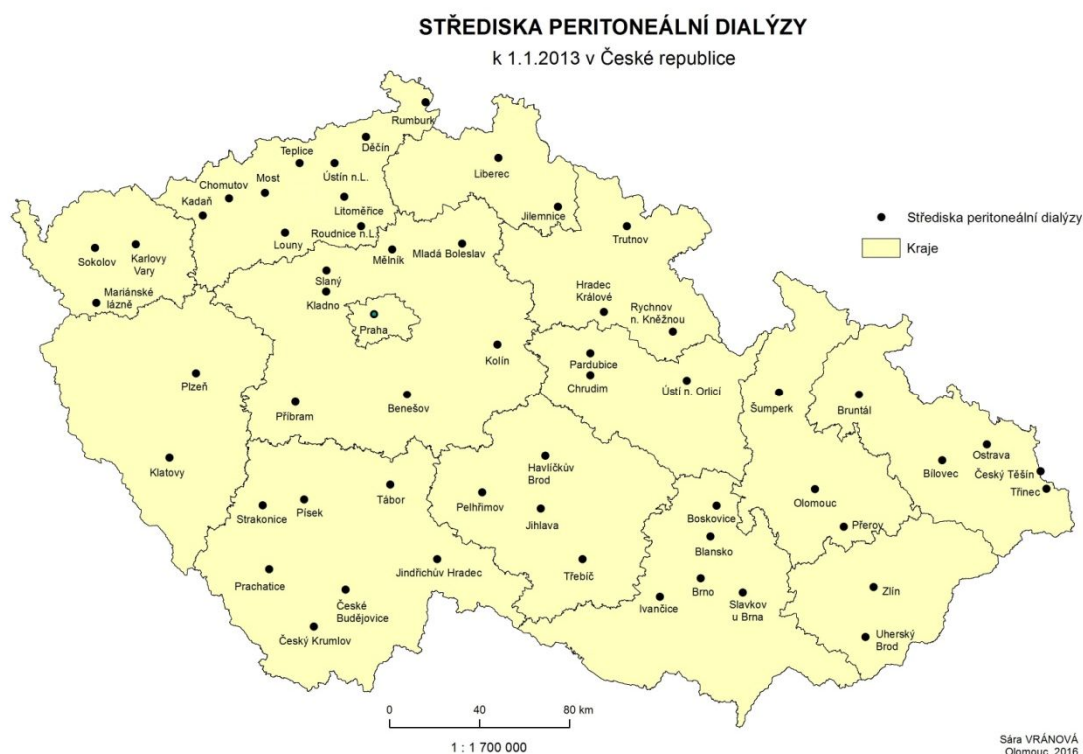 STŘEDISKA PERITONEÁLNÍ DIALÝZY
k 1.1.2013 v České republice
Rumburk
Děčín
Teplice
Ústín n.L.
Most
Chomutov
Kadaň
Litoměřice
Roudnice n.L.
Louny
Liberec
Jilemnice
Trutnov
Střediska peritoneální dialýzy
Kraje
Sokolov
Karlovy
Vary
Mariánské
lázně
Mělník
Mladá Boleslav
Slaný
Kladno
Praha
Kolín
Hradec
Králové
Rychnov
n. Kněžnou
Pardubice
Chrudim
Ústí n. Orlicí
Plzeň
Příbram
Benešov
Šumperk
Bruntál
Klatovy
Ostrava
Bílovec
Český Těšín
Třinec
Havlíčkův
Brod
Pelhřimov
Jihlava
Třebíč
Tábor
Písek
Strakonice
Olomouc
Přerov
Boskovice
Blansko
Prachatice
Jindřichův Hradec
České
Budějovice
Český Krumlov
Ivančice
Brno
Slavkov
u Brna
Zlín
Uherský
Brod
0 40 80 km
1 : 1 700 000
Sára VRÁNOVÁ
Olomouc, 2016